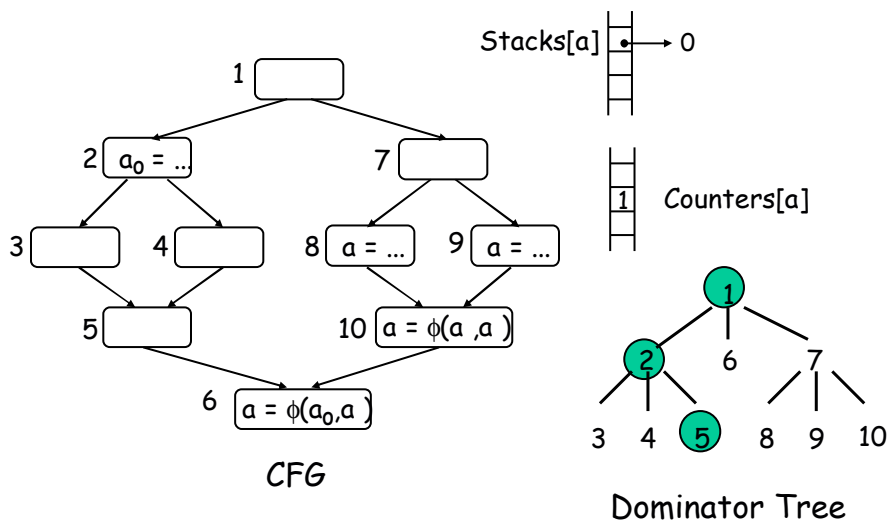 Stacks[a]
0
1
2
a₀ = ...
7
1
Counters[a]
3
4
8
a = ...
9
a = ...
5
10
a = ϕ(a ,a )
6
a = ϕ(a₀,a )
CFG
1
2
6
7
3
4
5
8
9
10
Dominator Tree